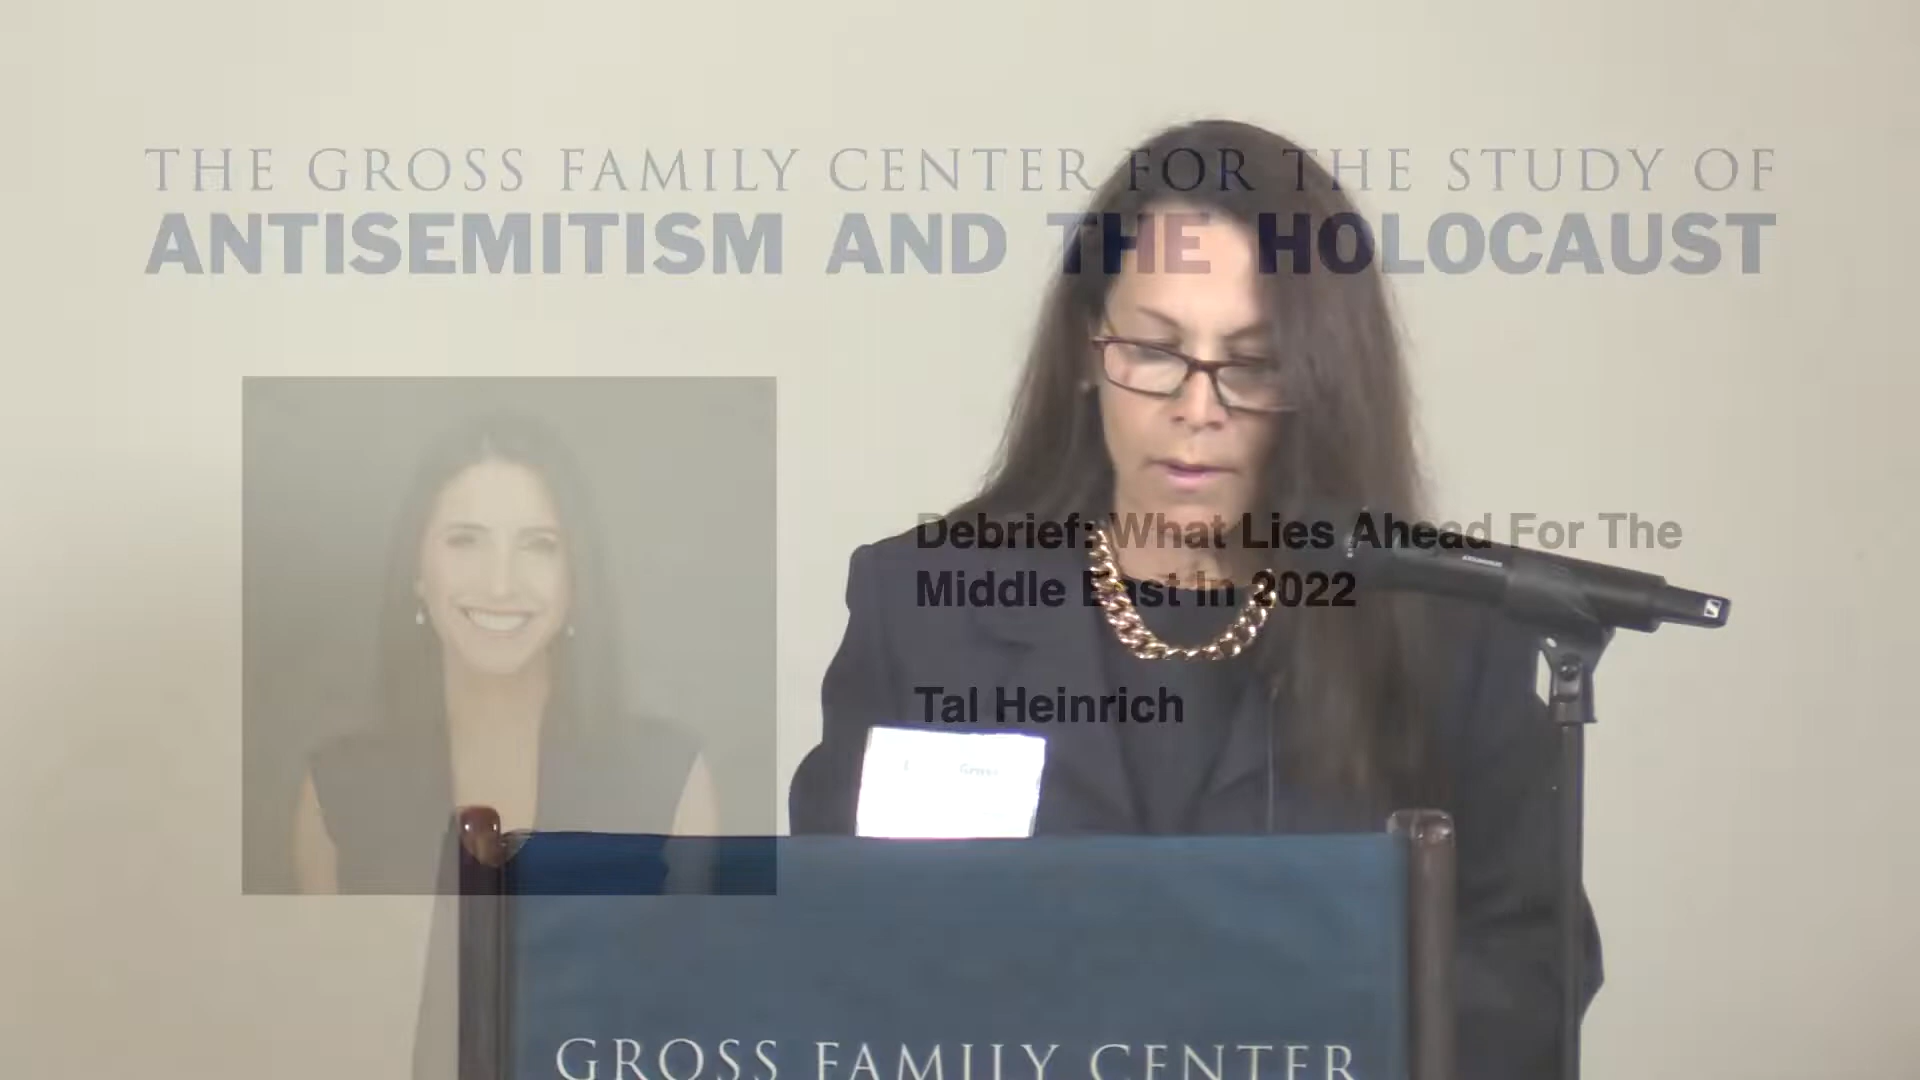 THE GROSS FAMILY CENTER FOR THE STUDY OF
ANTISEMITISM AND THE HOLOCAUST
Debrief: What Lies Ahead For The
Middle East In 2022
Tal Heinrich
Gross
GROSS FAMILY CENTER